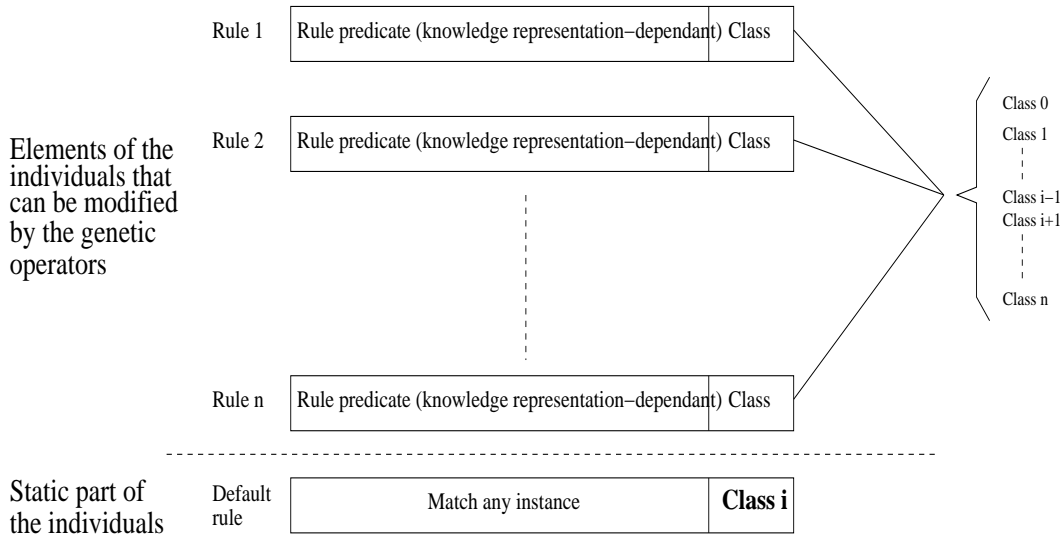 Rule 1 Rule predicate (knowledge representation−dependant) Class
Class 0
Rule 2 Rule predicate (knowledge representation−dependant) Class
Class 1
Elements of the
individuals that
can be modified
by the genetic
operators
Class i−1
Class i+1
Class n
Rule n Rule predicate (knowledge representation−dependant) Class
Static part of
the individuals
Default
rule
Match any instance
Class i